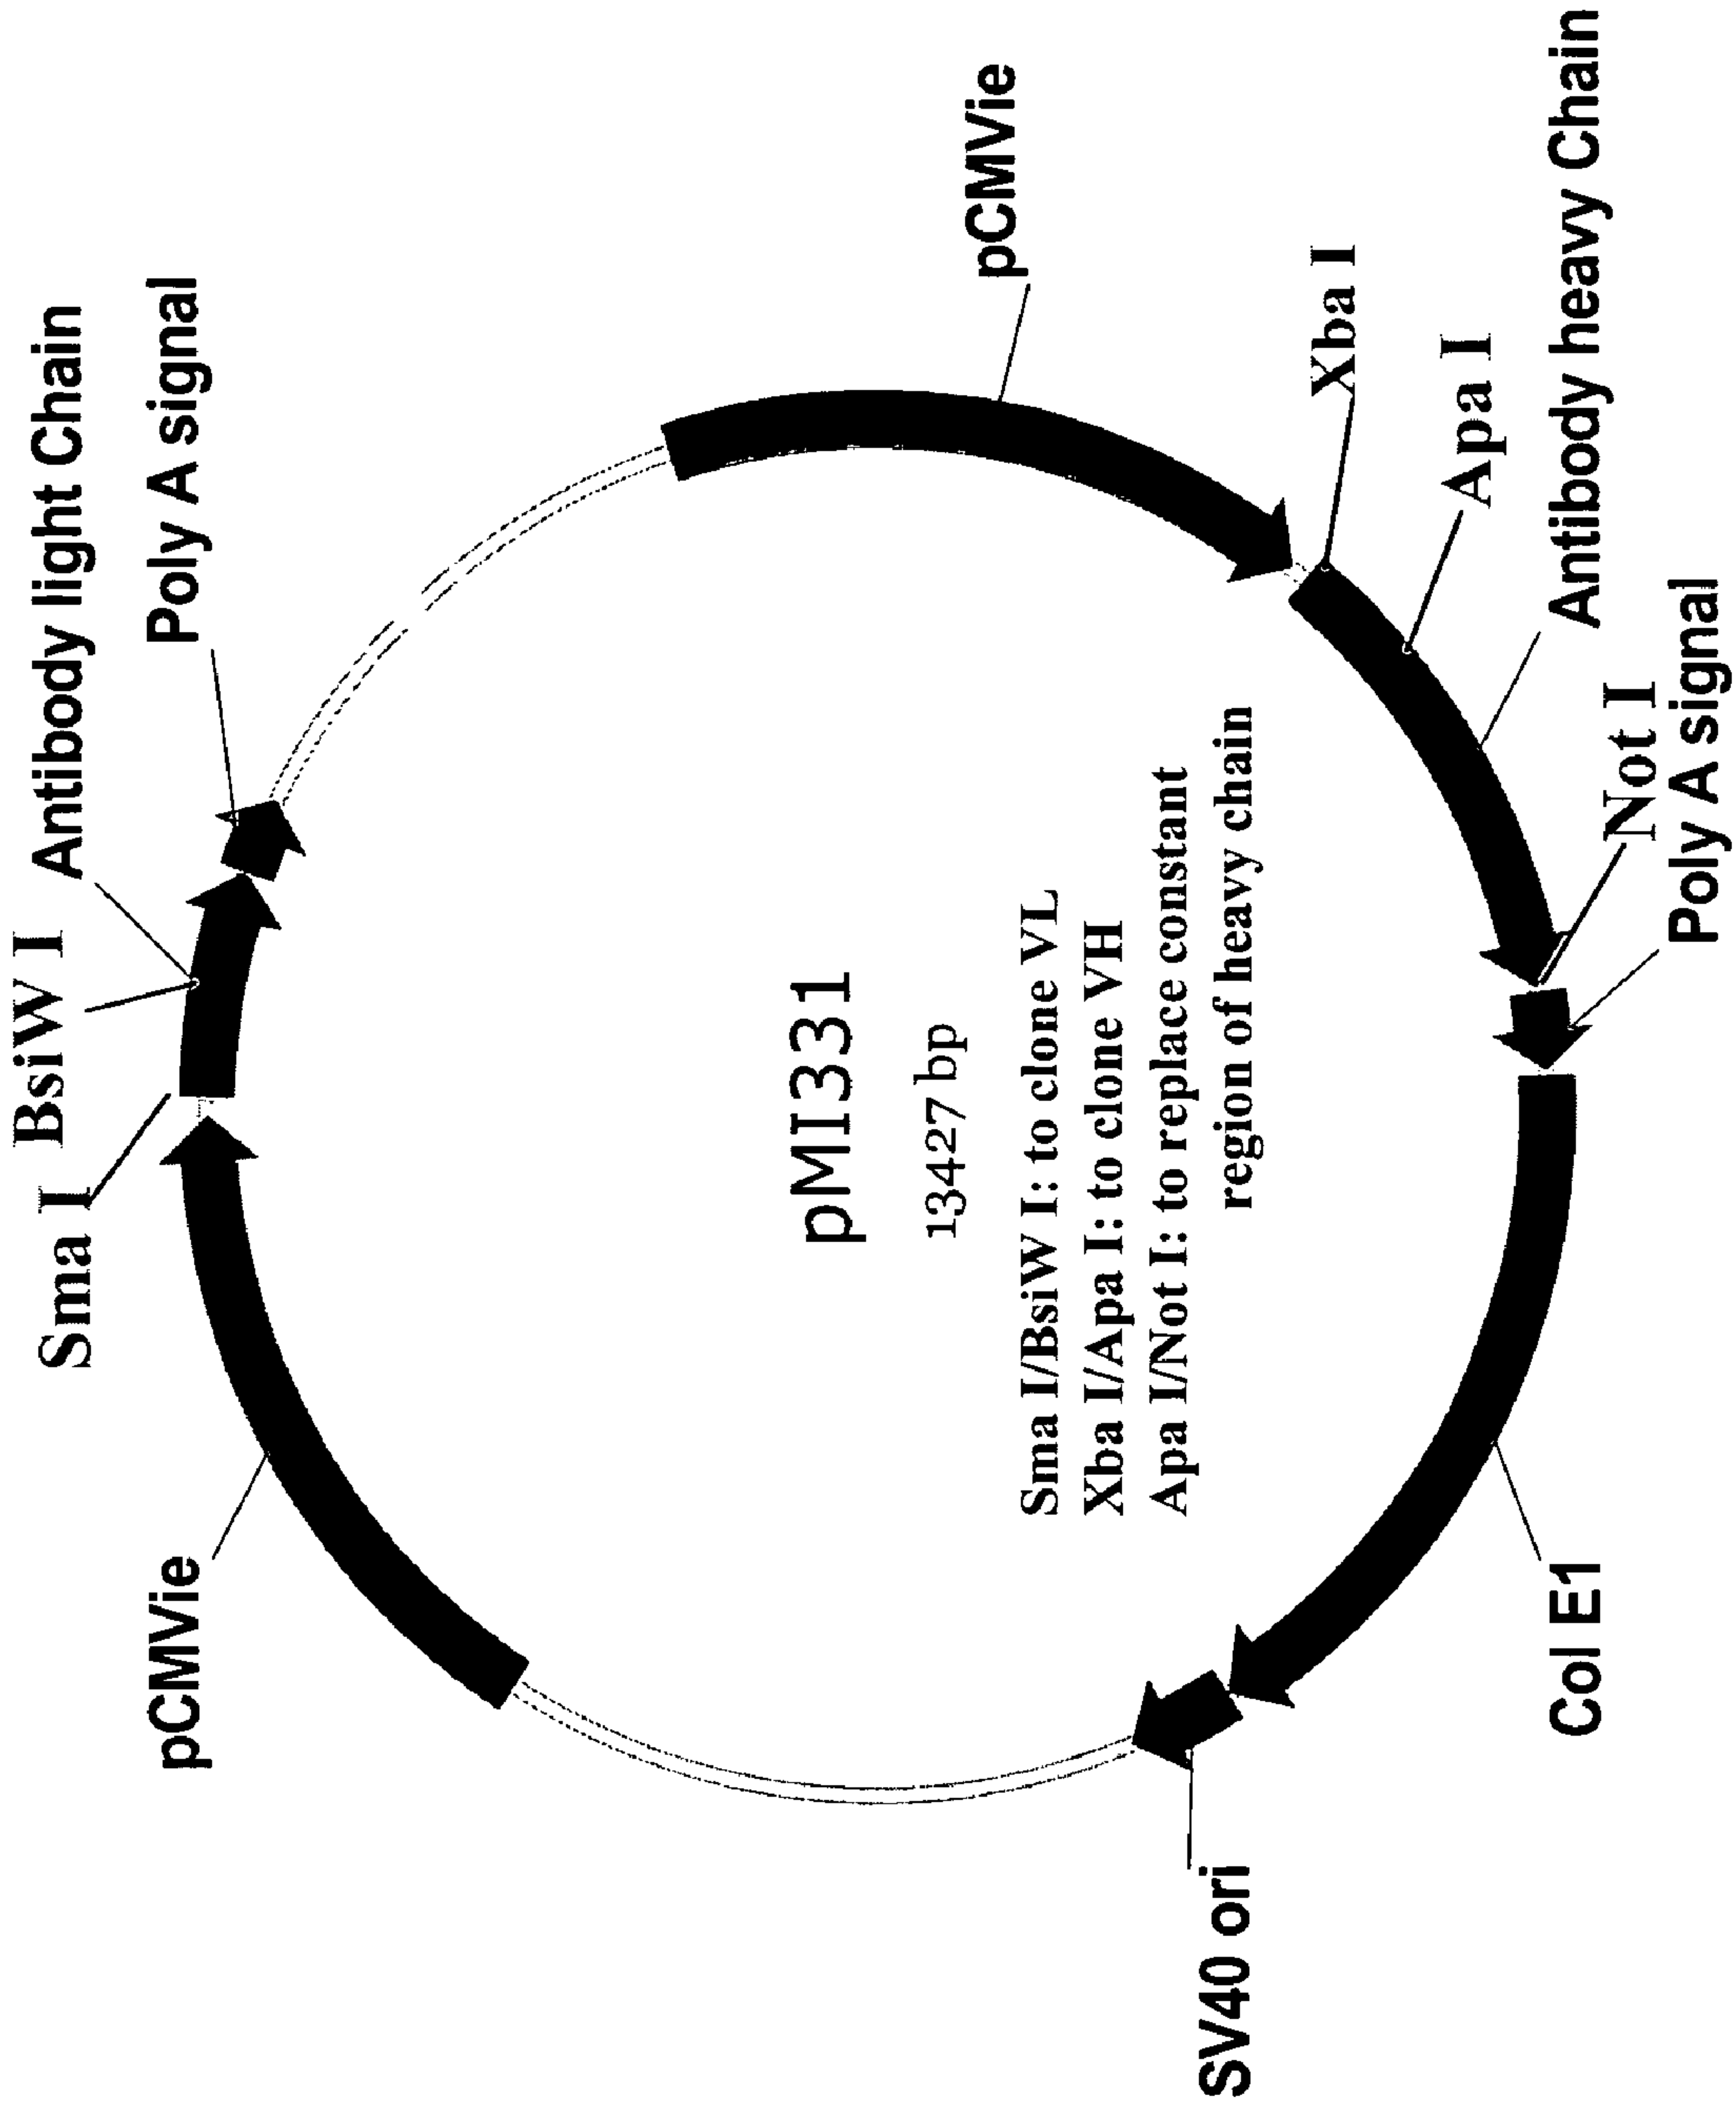 pCMVie
Sma I
BsiW I
Antibody light Chain
Poly A signal
pCMVie
Xba I
Apa I
Antibody heavy Chain
Not I
Poly A signal
Col E1
SV40 ori
pMI331
13427 bp
Sma I/BsiW I: to clone VL
Xba I/Apa I: to clone VH
Apa I/Not I: to replace constant
region of heavy chain